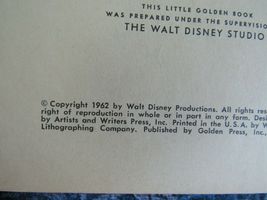 THIS LITTLE GOLDEN BOOK
WAS PREPARED UNDER THE SUPERVISIO
THE WALT DISNEY STUDIO
© Copyright 1962 by Walt Disney Productions. All rights rese
right of reproduction in whole or in part in any form. Desi
by Artists and Writers Press, Inc. Printed in the U.S.A. by W
Lithographing Company. Published by Golden Press, Inc.,